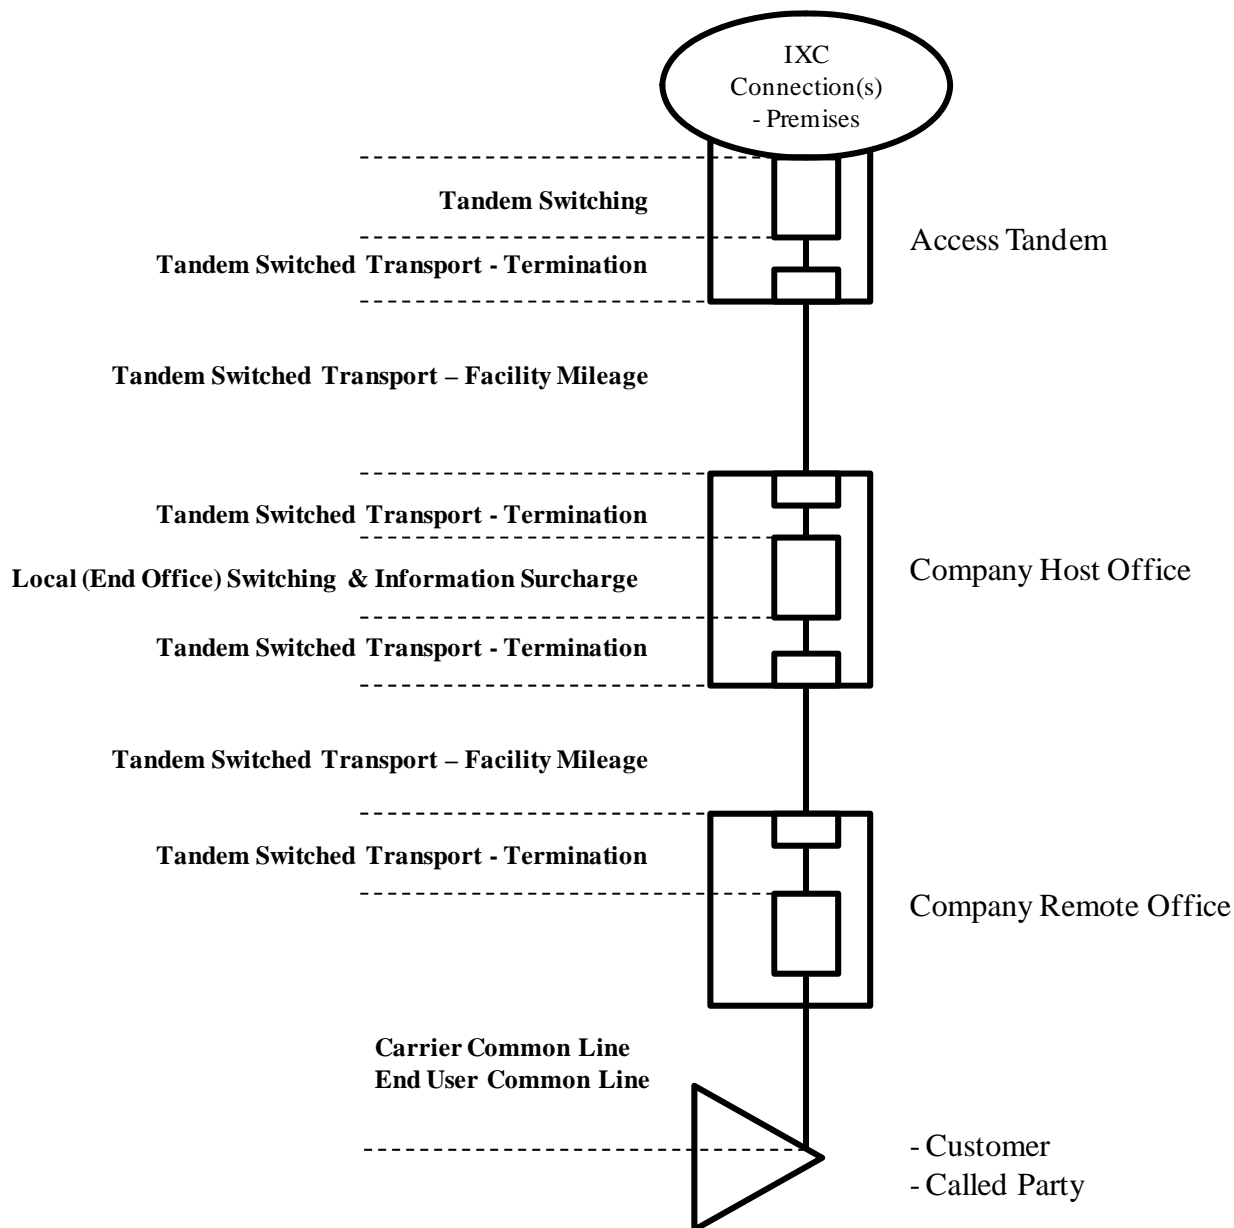 IXC
Connection(s)
- Premises
Tandem Switching
Access Tandem
Tandem Switched Transport - Termination
Tandem Switched Transport – Facility Mileage
Tandem Switched Transport - Termination
Company Host Office
Local (End Office) Switching & Information Surcharge
Tandem Switched Transport - Termination
Tandem Switched Transport – Facility Mileage
Tandem Switched Transport - Termination
Company Remote Office
Carrier Common Line
End User Common Line
- Customer
- Called Party